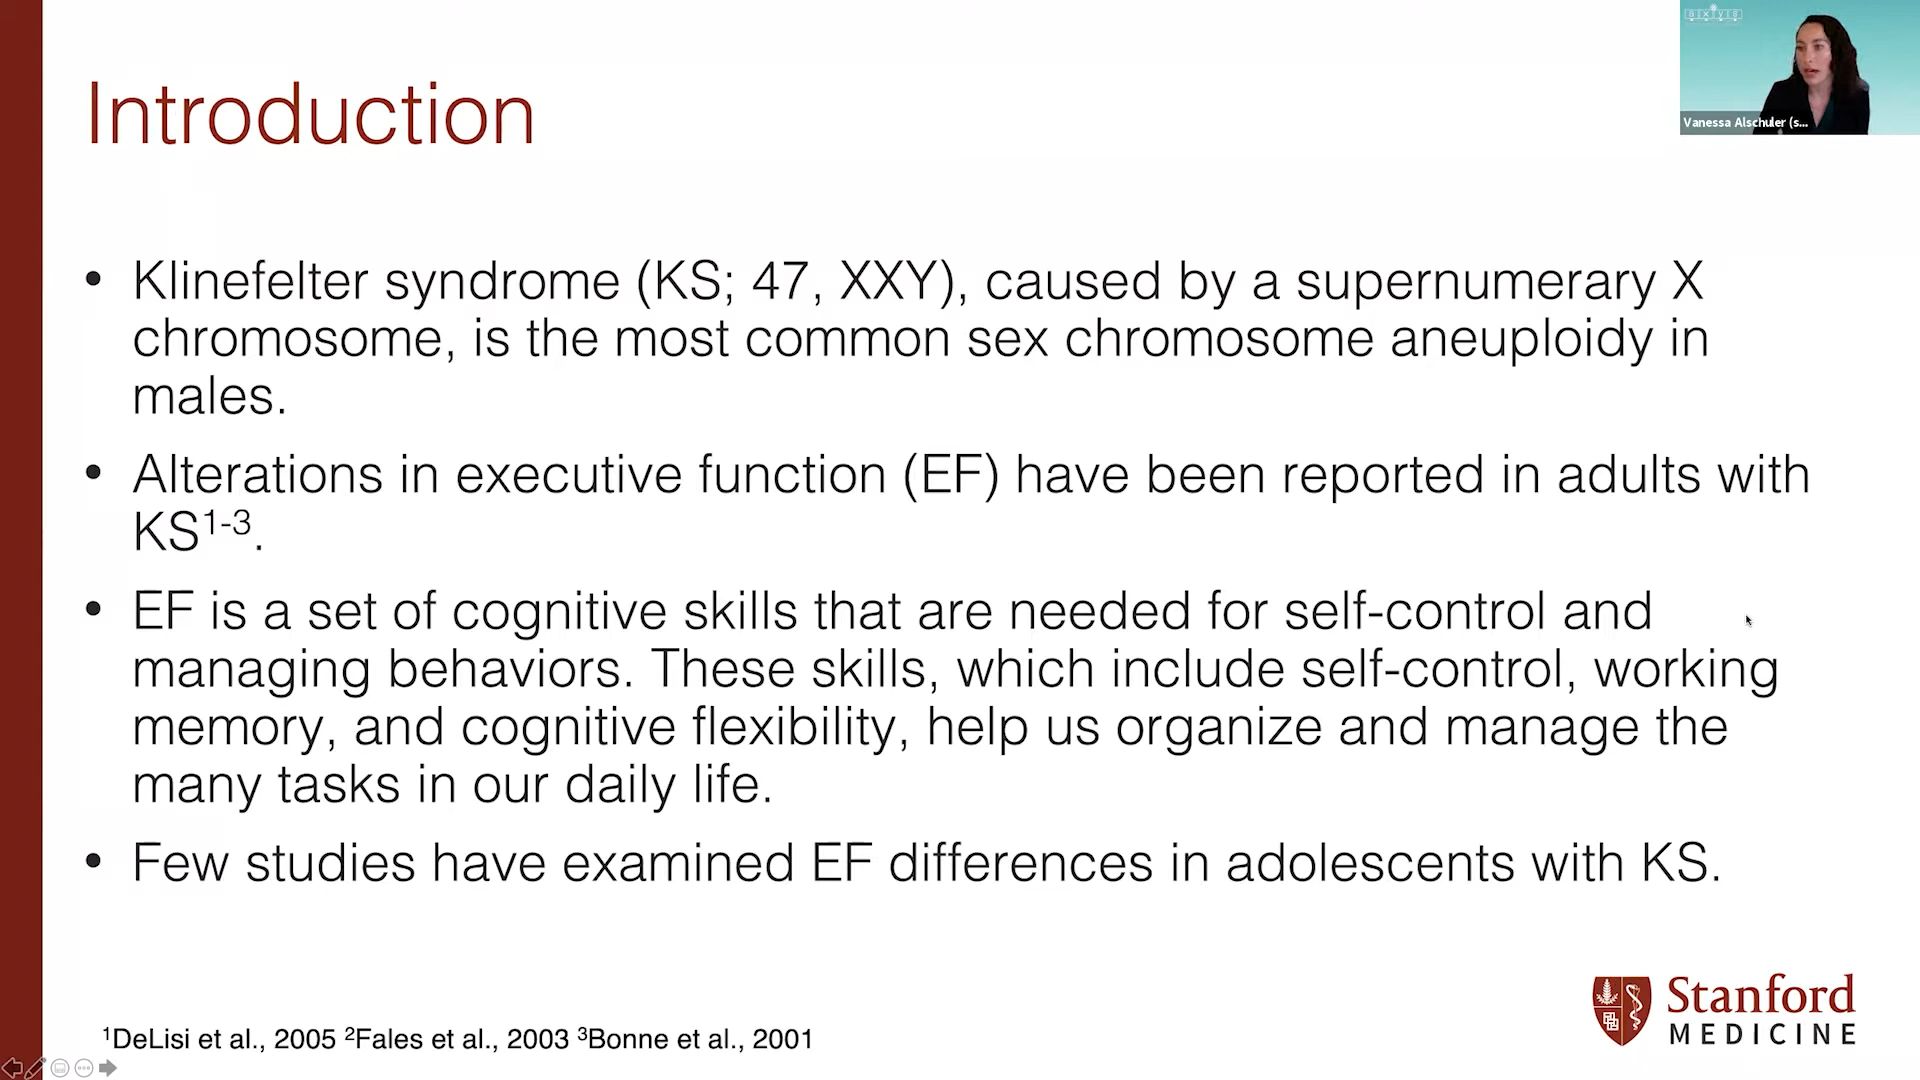 Introduction
Vanessa Alschuler (s...
• Klinefelter syndrome (KS; 47, XXY), caused by a supernumerary X
chromosome, is the most common sex chromosome aneuploidy in
males.
• Alterations in executive function (EF) have been reported in adults with
KS¹⁻³.
• EF is a set of cognitive skills that are needed for self-control and
managing behaviors. These skills, which include self-control, working
memory, and cognitive flexibility, help us organize and manage the
many tasks in our daily life.
• Few studies have examined EF differences in adolescents with KS.
Stanford
MEDICINE
¹DeLisi et al., 2005 ²Fales et al., 2003 ³Bonne et al., 2001